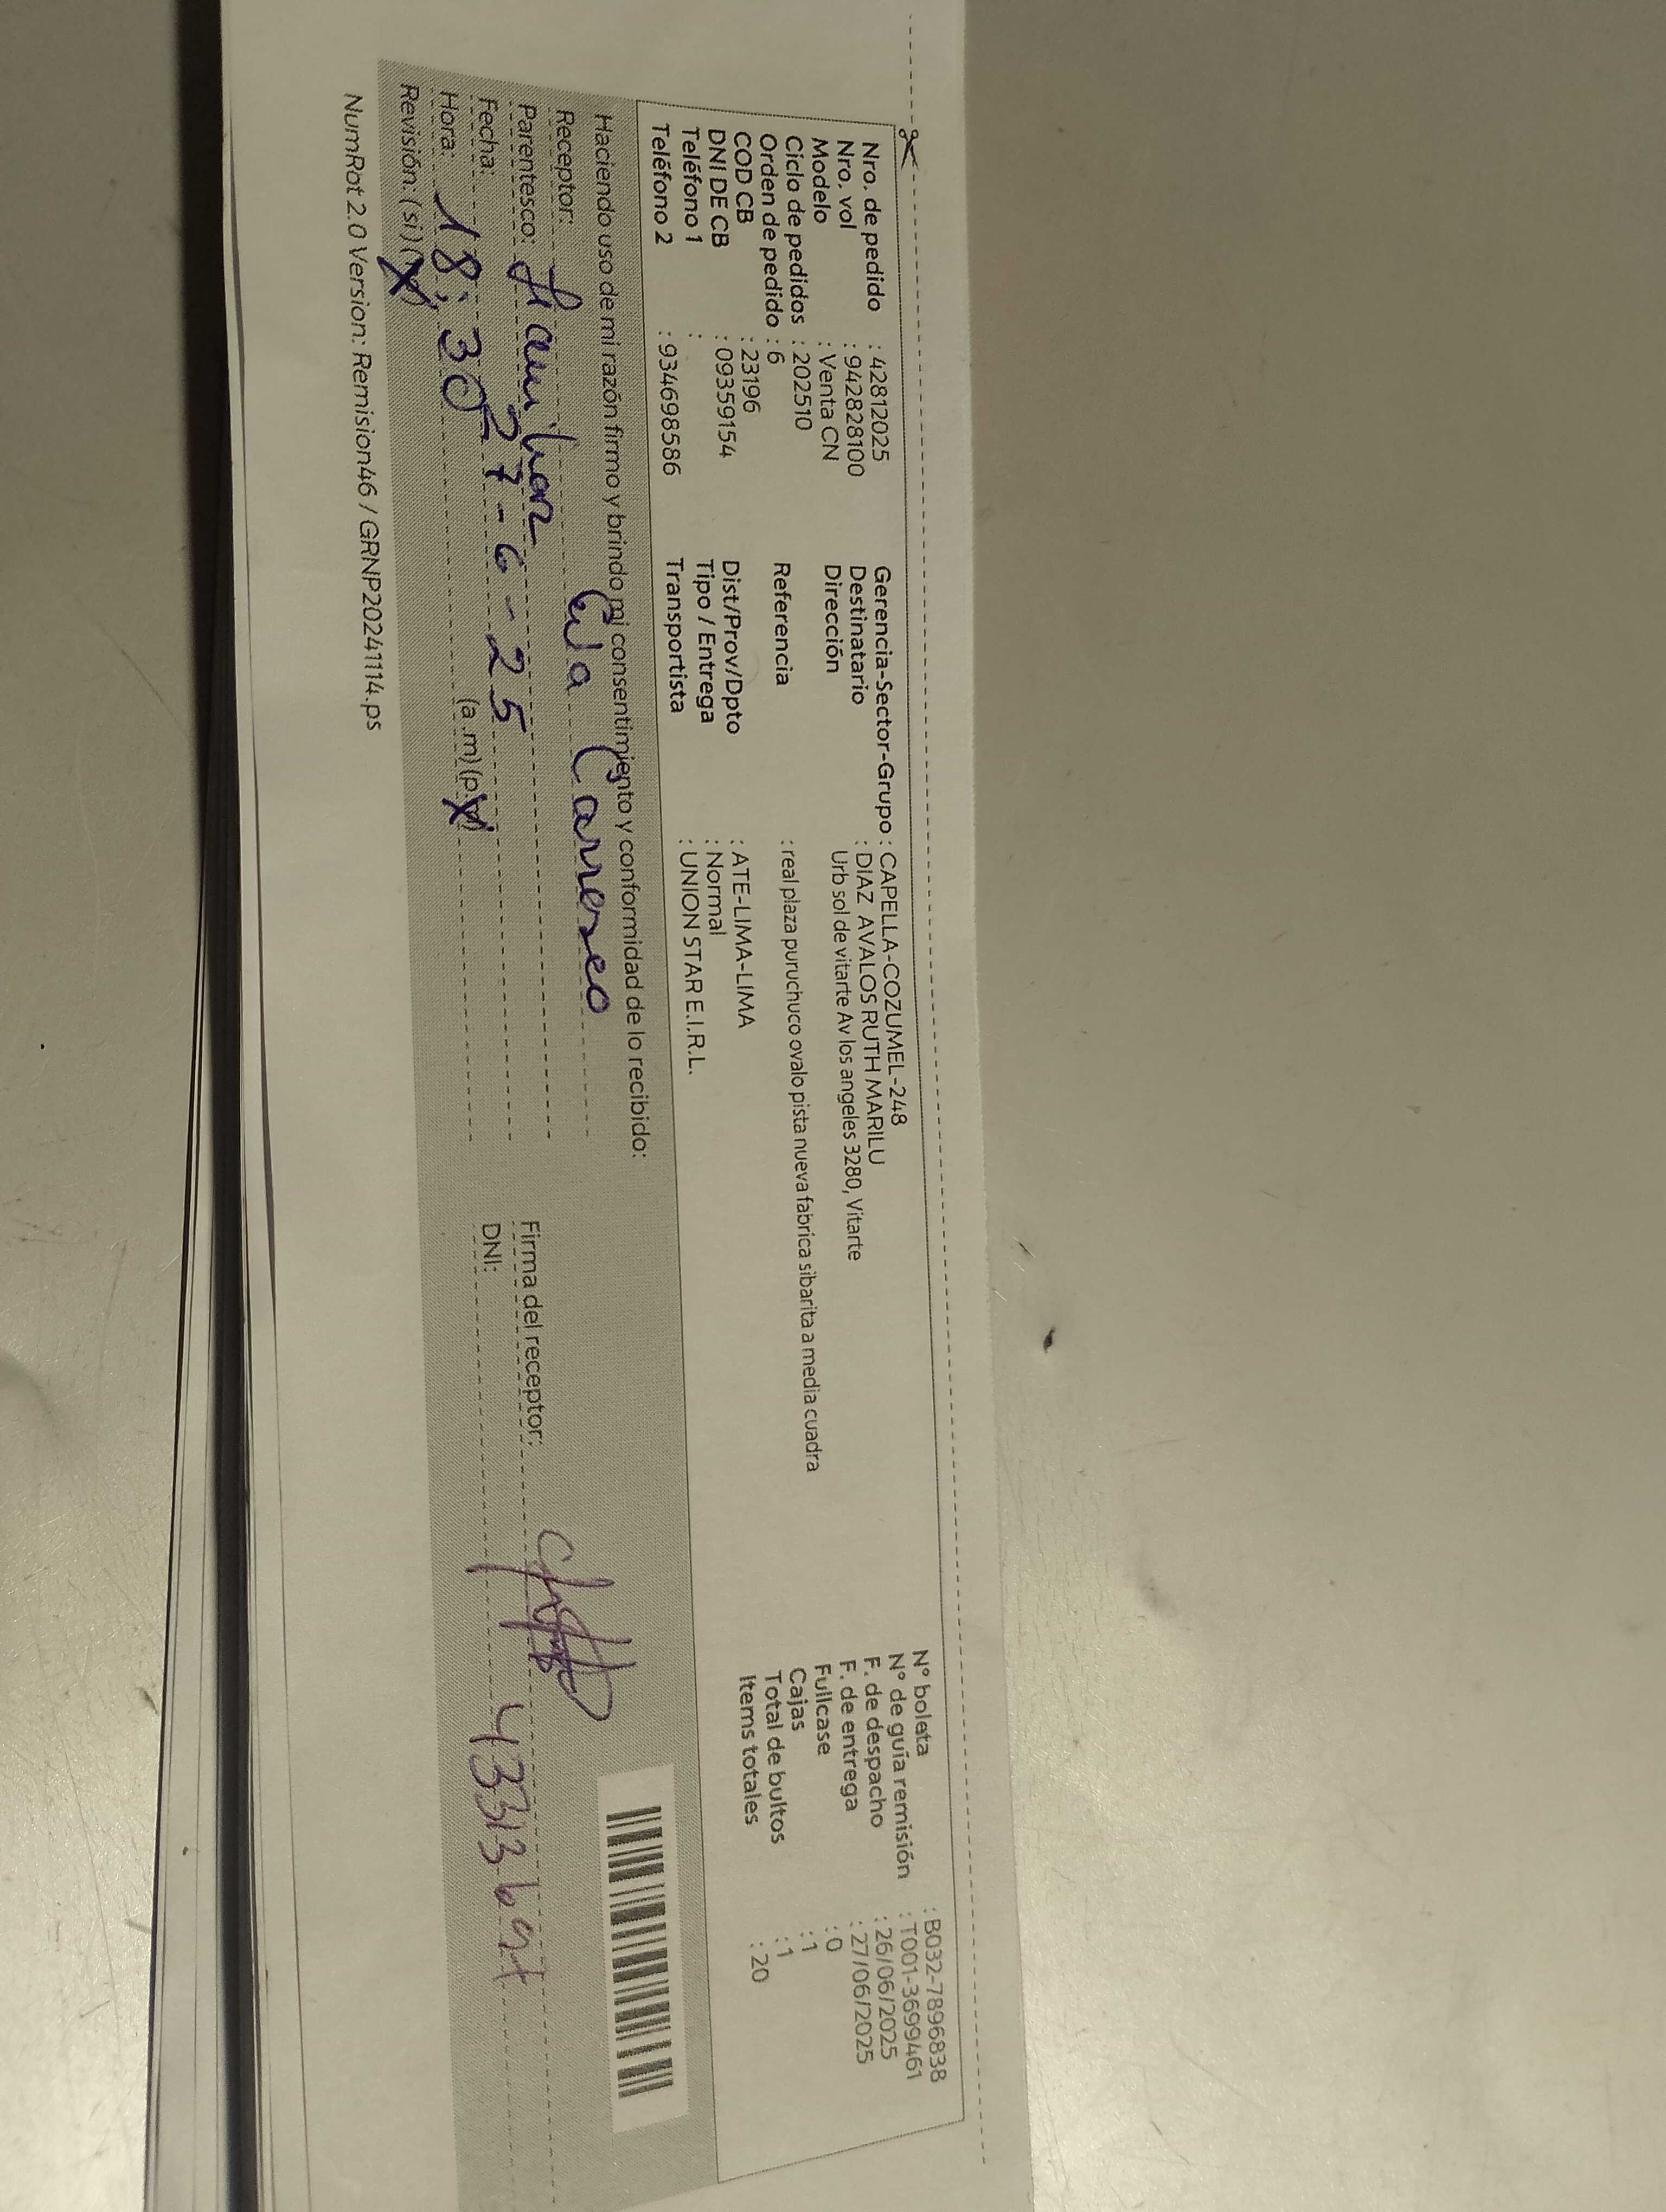 Nro. de pedido : 42812025
Nro. vol : 942828100
Modelo : Venta CN
Ciclo de pedidos : 202510
Orden de pedido : 6
COD CB : 23196
DNI DE CB : 09359154
Teléfono 1 :
Teléfono 2 : 934698586
Gerencia-Sector-Grupo : CAPELLA-COZUMEL-248
Destinatario : DIAZ AVALOS RUTH MARILU
Dirección Urb sol de vitarte Av los angeles 3280, Vitarte
Referencia : real plaza puruchuco ovalo pista nueva fabrica sibarita a media cuadra
Dist/Prov/Dpto : ATE-LIMA-LIMA
Tipo / Entrega : Normal
Transportista : UNION STAR E.I.R.L.
N° boleta : B032-7896838
N° de guía remisión : T001-3699461
F. de despacho : 26/06/2025
F. de entrega : 27/06/2025
Fullcase : 0
Cajas : 1
Total de bultos : 1
Items totales : 20
Haciendo uso de mi razón firmo y brindo mi consentimiento y conformidad de lo recibido:
Receptor:
Parentesco: Familiar
Fecha: 27-6-25
Hora: 18:30 (a.m) (p.
Revisión: (si) (
Firma del receptor:
DNI:
NumRot 2.0 Version: Remision46 / GRNP20241114.ps